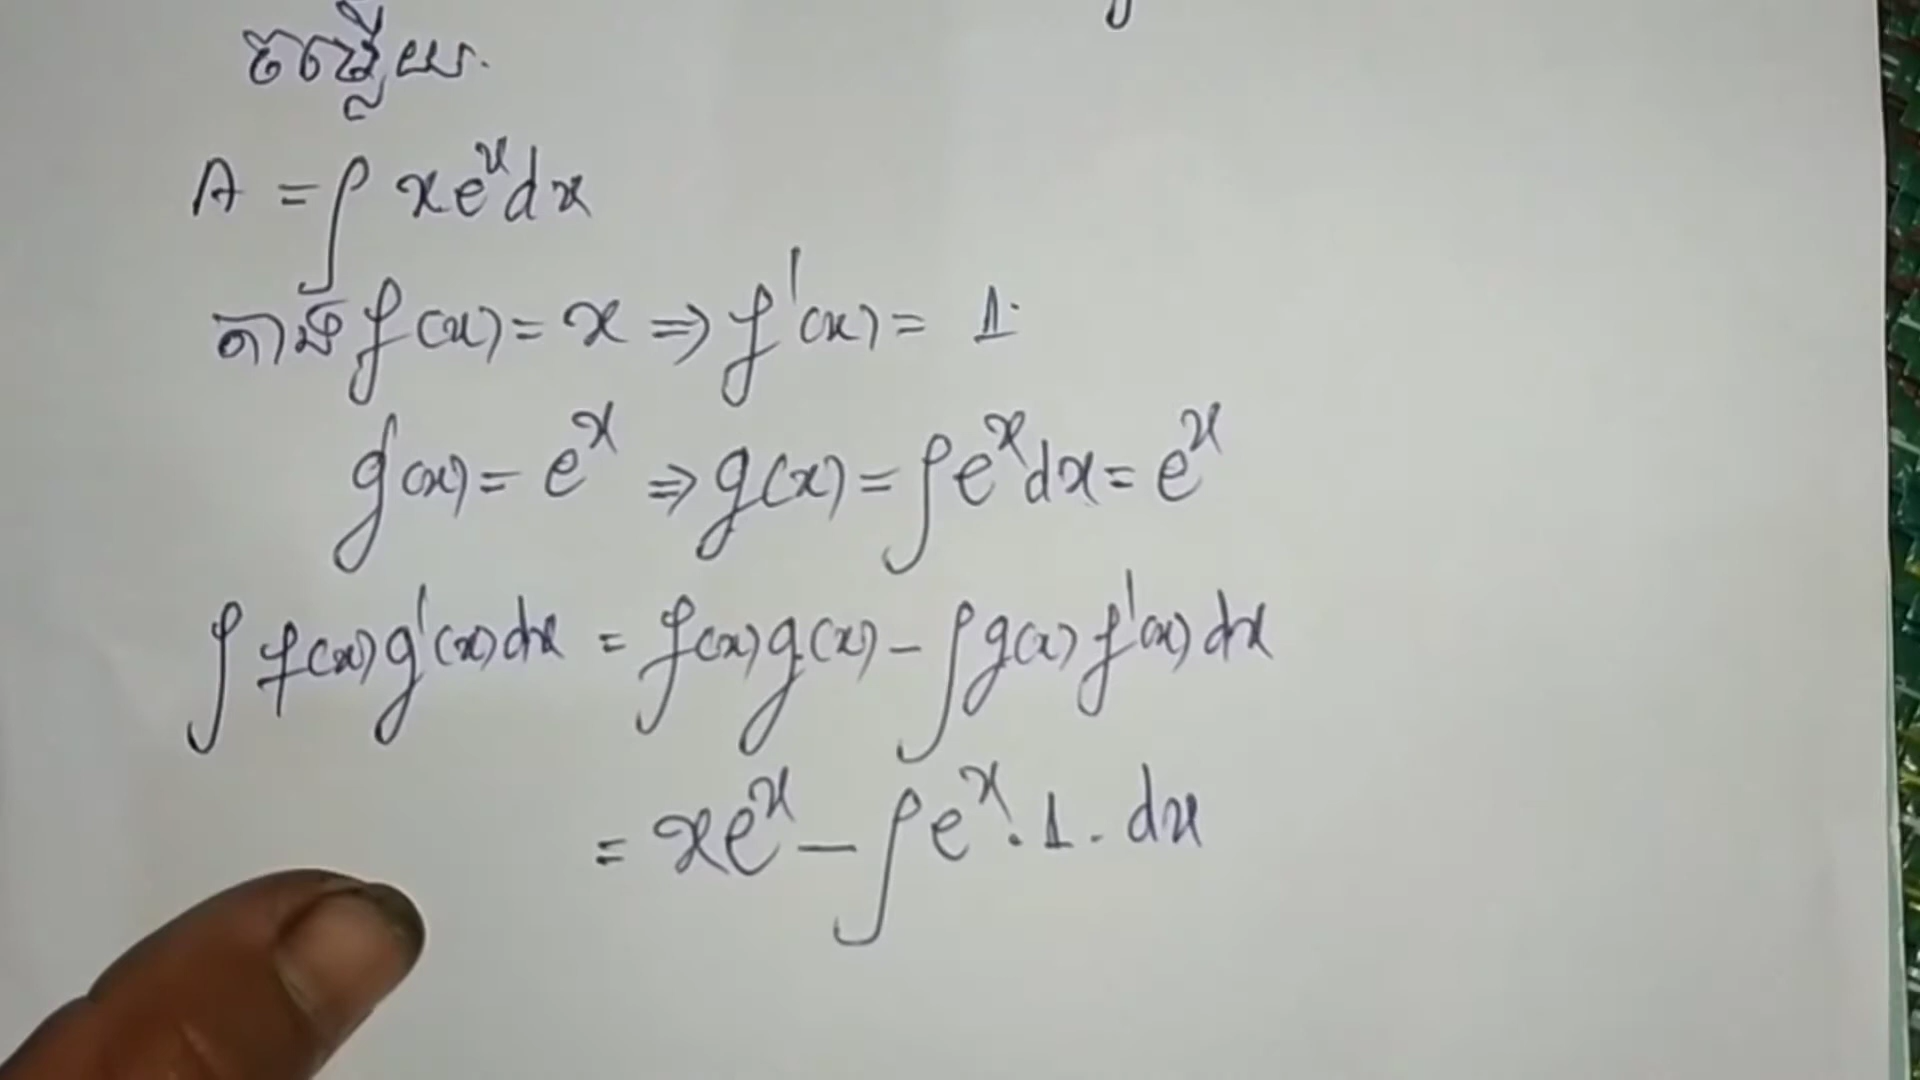 ចម្លើយ.
A = ∫ xeˣdx
តាង f(x) = x ⇒ f'(x) = 1.
g'(x) = eˣ ⇒ g(x) = ∫eˣdx = eˣ
∫ f(x)g'(x)dx = f(x)g(x) - ∫g(x)f'(x)dx
= xeˣ - ∫eˣ.1.dx